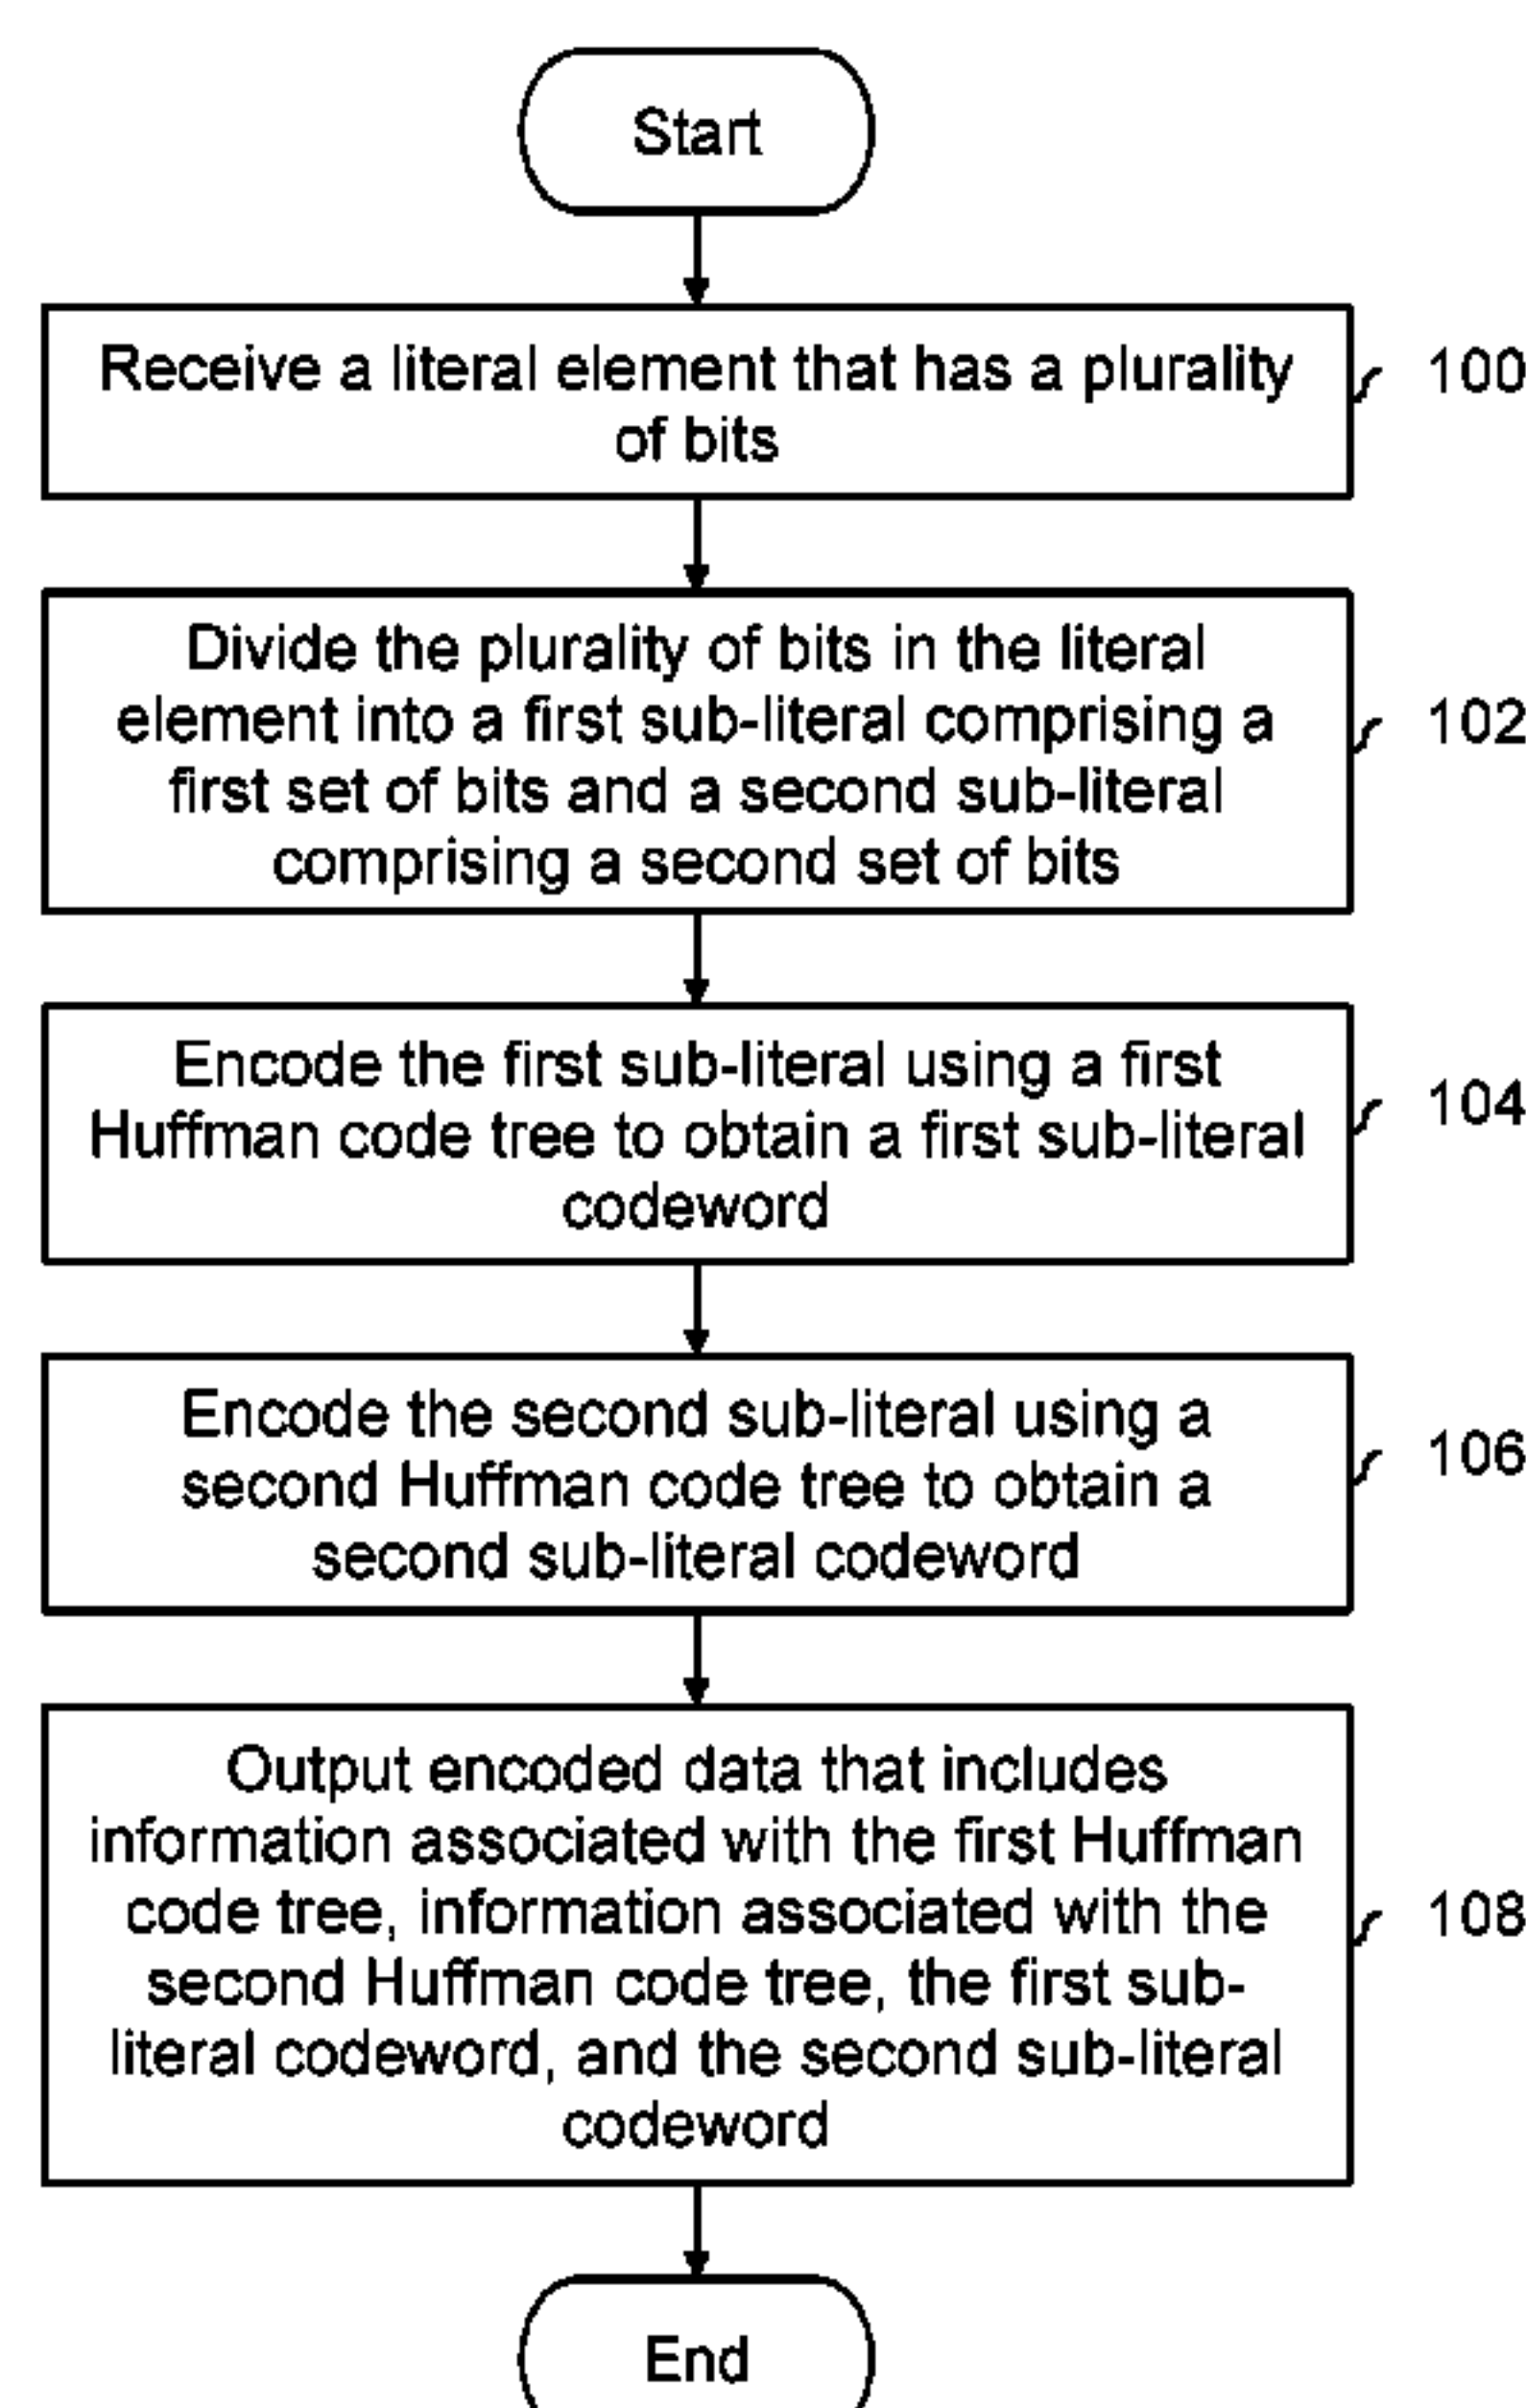 Start
Receive a literal element that has a plurality
of bits
100
Divide the plurality of bits in the literal
element into a first sub-literal comprising a
first set of bits and a second sub-literal
comprising a second set of bits
102
Encode the first sub-literal using a first
Huffman code tree to obtain a first sub-literal
codeword
104
Encode the second sub-literal using a
second Huffman code tree to obtain a
second sub-literal codeword
106
Output encoded data that includes
information associated with the first Huffman
code tree, information associated with the
second Huffman code tree, the first sub-
literal codeword, and the second sub-literal
codeword
108
End